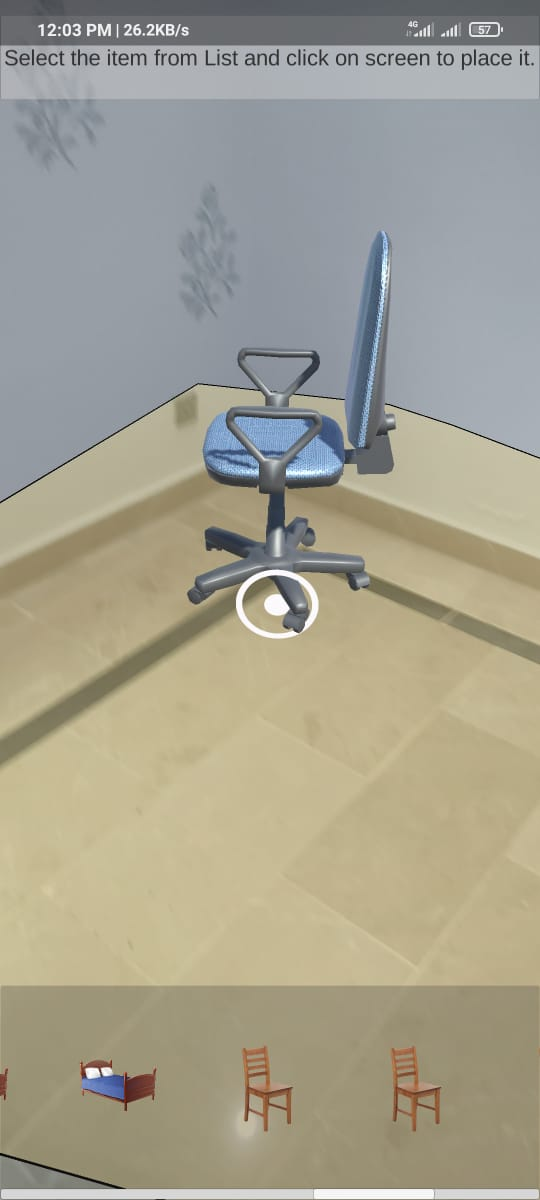 12:03 PM | 26.2KB/s
4G
57
Select the item from List and click on screen to place it.